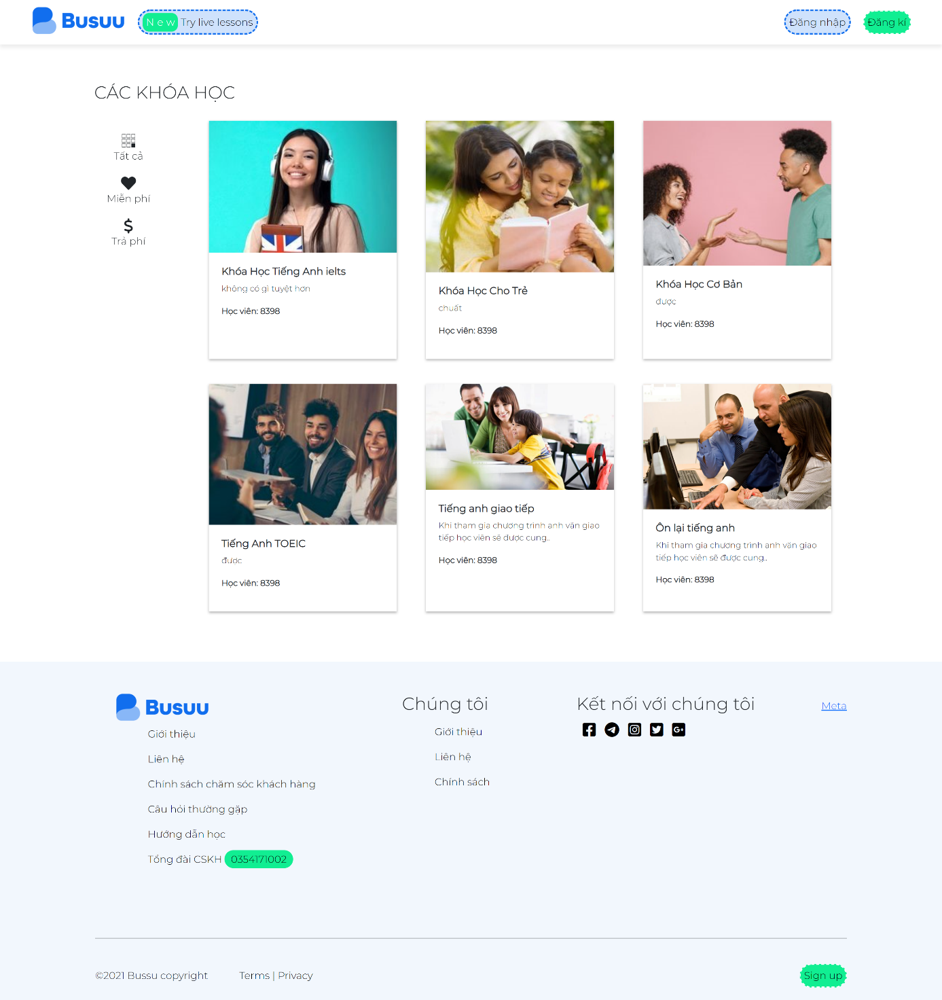 Busuu
New Try live lessons
Đăng nhập
Đăng kí
CÁC KHÓA HỌC
Tất cả
Miễn phí
Trả phí
Khóa Học Tiếng Anh ielts
không có gì tuyệt hơn
Học viên: 8398
Khóa Học Cho Trẻ
chuất
Học viên: 8398
Khóa Học Cơ Bản
được
Học viên: 8398
Tiếng Anh TOEIC
được
Học viên: 8398
Tiếng anh giao tiếp
Khi tham gia chương trình anh văn giao
tiếp học viên sẽ được cung..
Học viên: 8398
Ôn lại tiếng anh
Khi tham gia chương trình anh văn giao
tiếp học viên sẽ được cung..
Học viên: 8398
Busuu
Giới thiệu
Liên hệ
Chính sách chăm sóc khách hàng
Câu hỏi thường gặp
Hướng dẫn học
Tổng đài CSKH 0354171002
Chúng tôi
Giới thiệu
Liên hệ
Chính sách
Kết nối với chúng tôi
Meta
©2021 Bussu copyright
Terms | Privacy
Sign up